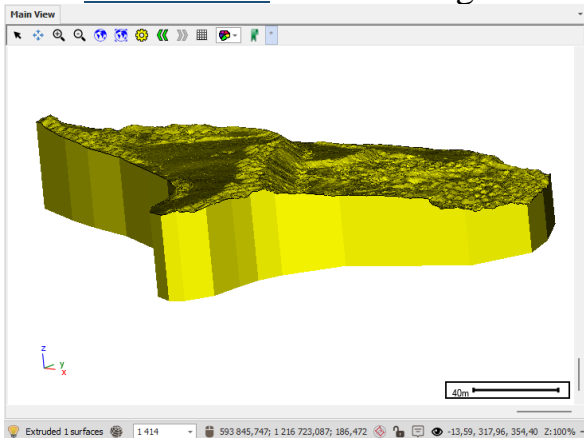 Main View
z
y
x
40m
Extruded 1 surfaces 1 414 593 845,747; 1 216 723,087; 186,472 -13,59, 317,96, 354,40 Z:100%